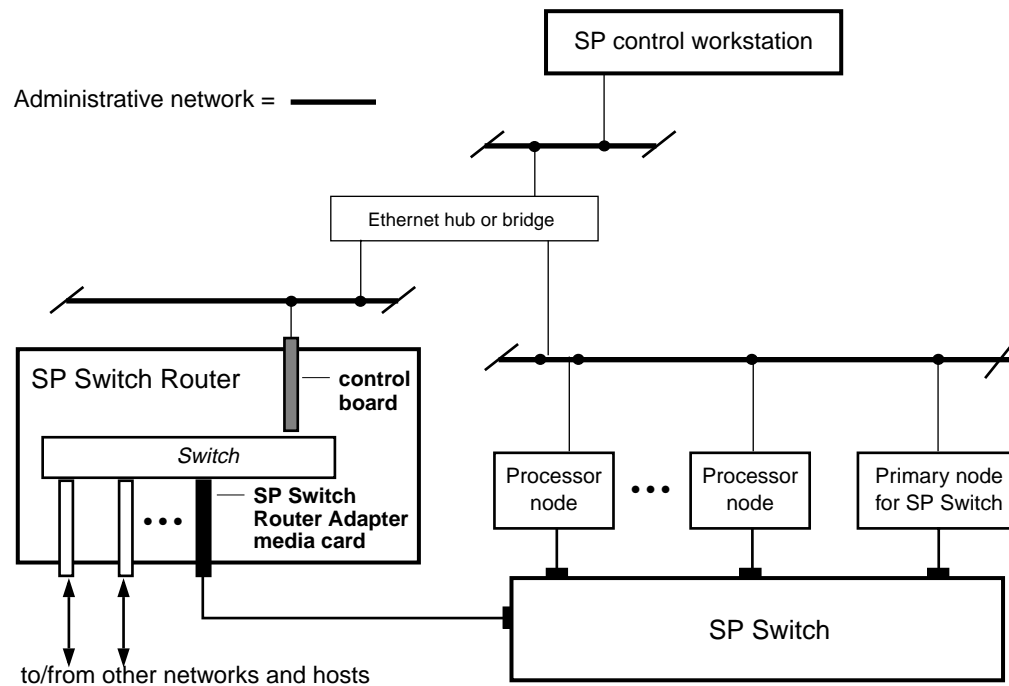 SP control workstation
Administrative network =
Ethernet hub or bridge
SP Switch Router
control
board
Switch
SP Switch
Router Adapter
media card
Processor
node
Processor
node
Primary node
for SP Switch
SP Switch
to/from other networks and hosts